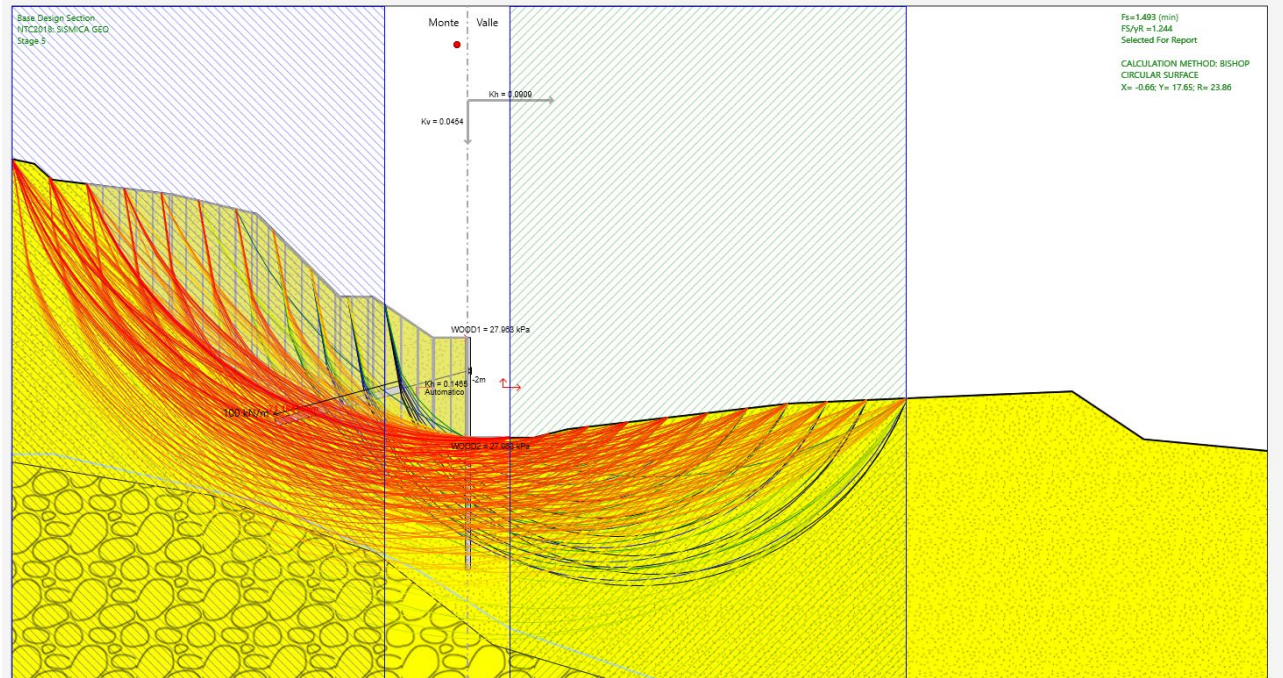 Base Design Section
NTC2018: SISMICA GEO
Stage 5
Monte Valle
Fs=1.493 (min)
FS/γR =1.244
Selected For Report
CALCULATION METHOD: BISHOP
CIRCULAR SURFACE
X= -0.66; Y= 17.65; R= 23.86
Kh = 0.0909
Kv = 0.0454
WOOD1 = 27.963 kPa
-2m
Kh = 0.1465
Automatico
100 kN/m